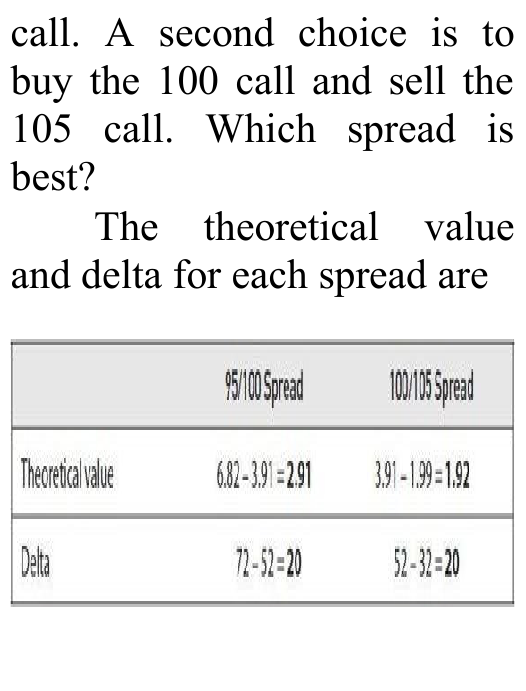 call. A second choice is to
buy the 100 call and sell the
105 call. Which spread is
best?
The theoretical value
and delta for each spread are
95/100 Spread 100/105 Spread
Theoretical value 6.82 – 3.91 = 2.91 3.91 – 1.99 = 1.92
Delta 72 – 52 = 20 52 – 32 = 20